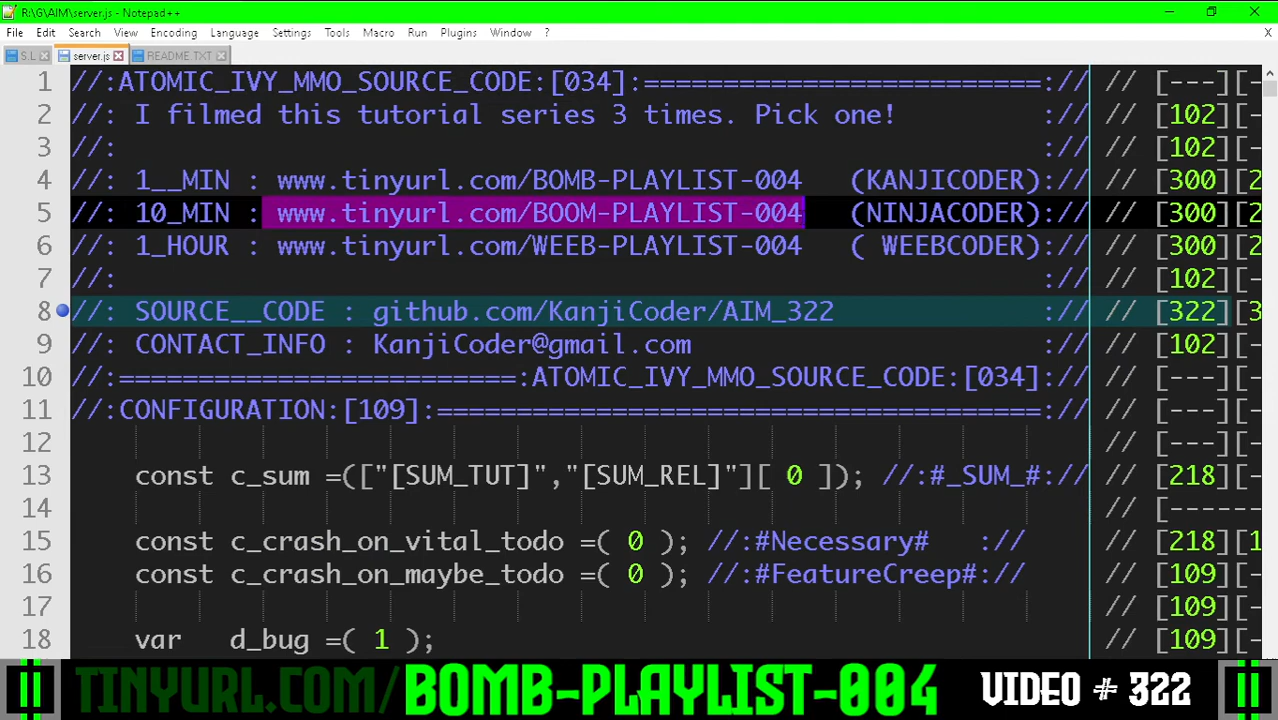 R:\G\AIM\server.js - Notepad++
File Edit Search View Encoding Language Settings Tools Macro Run Plugins Window ? X
S.L server.js README.TXT
1 //:ATOMIC_IVY_MMO_SOURCE_CODE:[034]:==========================:// // [---][-
2 //: I filmed this tutorial series 3 times. Pick one! :// // [102][-
3 //: :// // [102][-
4 //: 1__MIN : www.tinyurl.com/BOMB-PLAYLIST-004 (KANJICODER):// // [300][2
5 //: 10_MIN : www.tinyurl.com/BOOM-PLAYLIST-004 (NINJACODER):// // [300][2
6 //: 1_HOUR : www.tinyurl.com/WEEB-PLAYLIST-004 ( WEEBCODER):// // [300][2
7 //: :// // [102][-
8 //: SOURCE__CODE : github.com/KanjiCoder/AIM_322 :// // [322][3
9 //: CONTACT_INFO : KanjiCoder@gmail.com :// // [102][-
10 //:=========================:ATOMIC_IVY_MMO_SOURCE_CODE:[034]:// // [---][-
11 //:CONFIGURATION:[109]:======================================:// // [---][-
12 // [---][-
13 const c_sum =(["[SUM_TUT]","[SUM_REL]"][ 0 ]); //:#_SUM_#:// // [218][-
14 // [------
15 const c_crash_on_vital_todo =( 0 ); //:#Necessary# :// // [218][1
16 const c_crash_on_maybe_todo =( 0 ); //:#FeatureCreep#:// // [109][-
17 // [109][-
18 var d_bug =( 1 ); // [109][-
TINYURL.COM/BOMB-PLAYLIST-004 VIDEO # 322